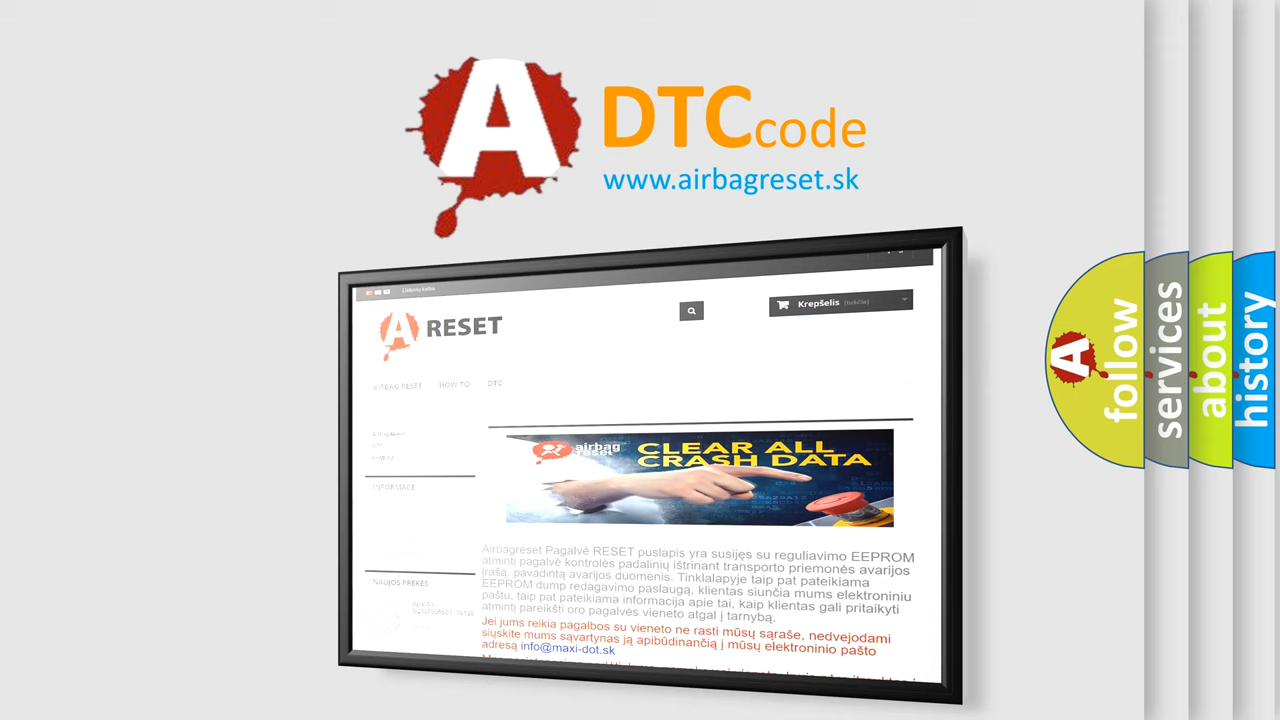 A
DTCcode
www.airbagreset.sk
A RESET
Krepšelis (tuščia)
AIRBAG RESET
HOW TO
DTC
INFORMACE
NAUJOS PREKĖS
airbag
reset
CLEAR ALL
CRASH DATA
Airbagreset Pagalvė RESET puslapis yra susijęs su reguliavimo EEPROM
atmintį pagalvė kontrolės padalinių ištrinant transporto priemonės avarijos
įrašą, pavadintą avarijos duomenis. Tinklalapyje taip pat pateikiama
EEPROM dump redagavimo paslaugą, klientas siunčia mums elektroniniu
paštu, taip pat pateikiama informacija apie tai, kaip klientas gali pritaikyti
atmintį pareikšti oro pagalvės vieneto atgal į tarnybą.
Jei jums reikia pagalbos su vieneto ne rasti mūsų sąraše, nedvejodami
siųskite mums sąvartynas ją apibūdinančią į mūsų elektroninio pašto
adresą info@maxi-dot.sk
A
follow
services
about
history